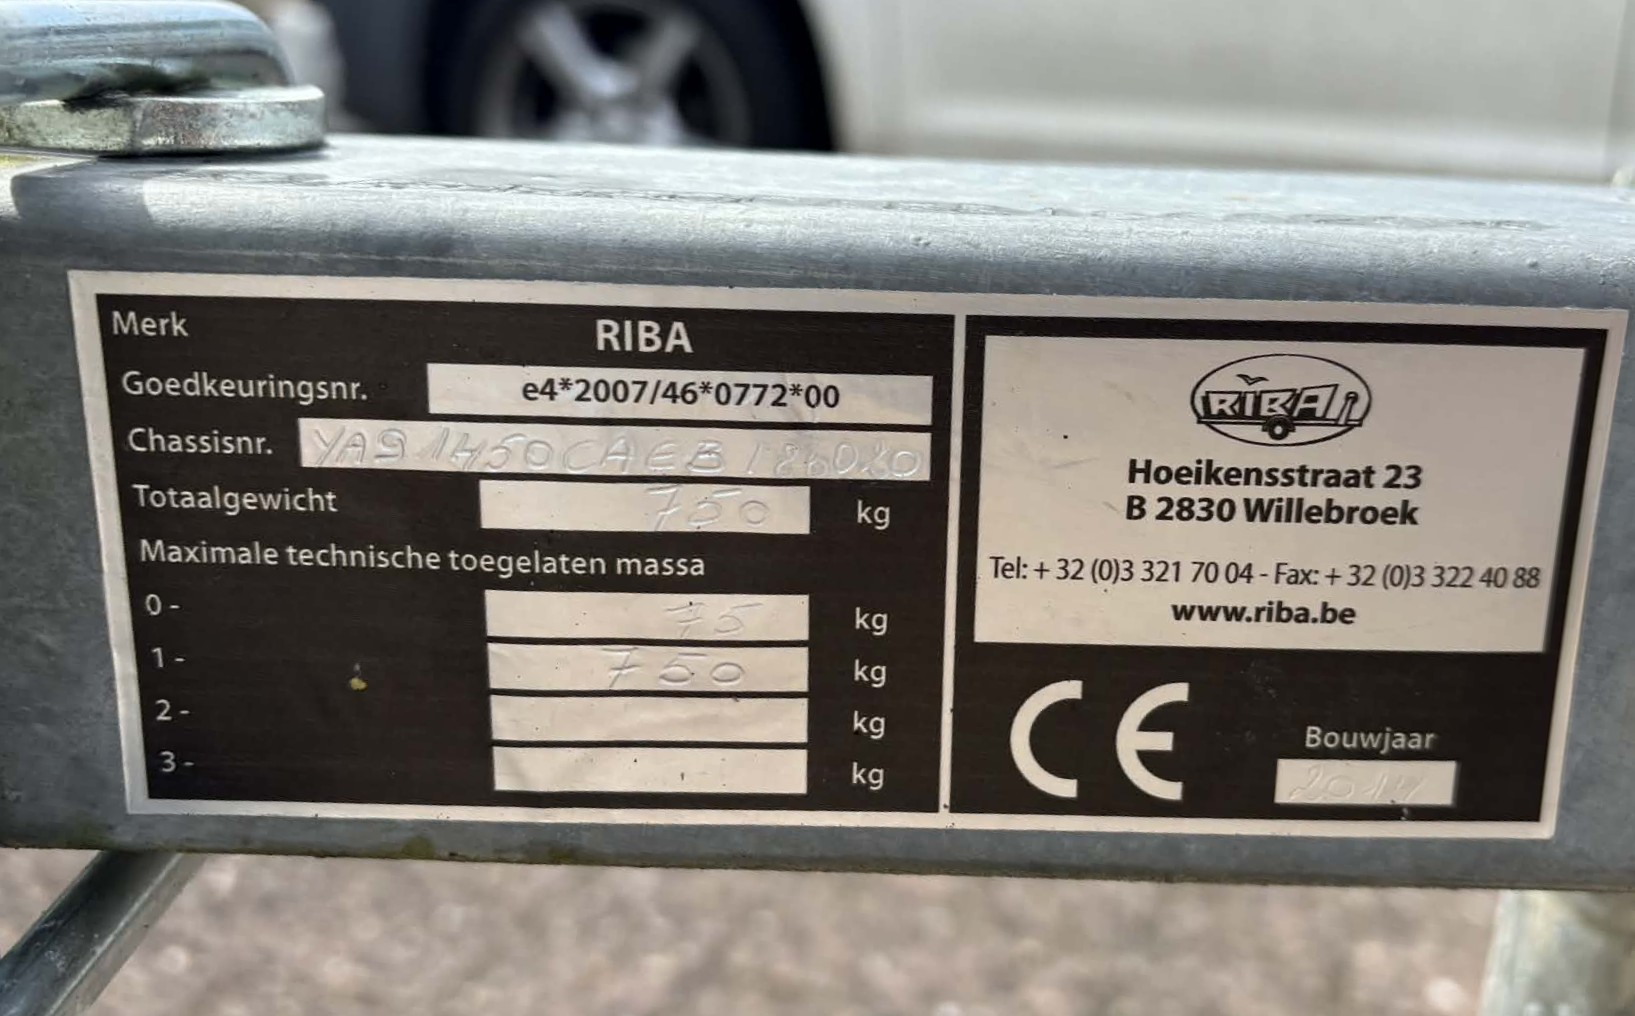 Merk RIBA
Goedkeuringsnr. e4*2007/46*0772*00
Chassisnr.
Totaalgewicht 750 kg
Maximale technische toegelaten massa
0 - 75 kg
1 - 750 kg
2 - kg
3 - kg
RIBA
Hoeikensstraat 23
B 2830 Willebroek
Tel: + 32 (0)3 321 70 04 - Fax: + 32 (0)3 322 40 88
www.riba.be
CE
Bouwjaar